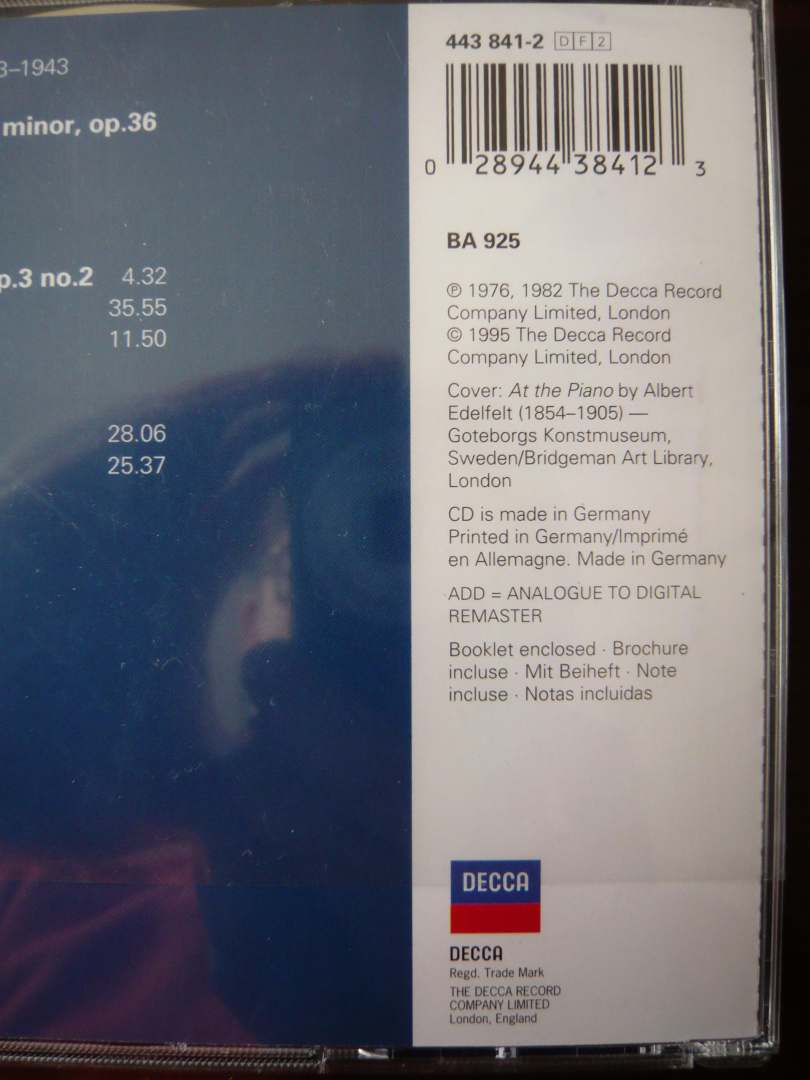 3–1943
minor, op.36
p.3 no.2 4.32
35.55
11.50
28.06
25.37
443 841-2 D F 2
0 28944 38412 3
BA 925
℗ 1976, 1982 The Decca Record
Company Limited, London
© 1995 The Decca Record
Company Limited, London
Cover: At the Piano by Albert
Edelfelt (1854–1905) —
Goteborgs Konstmuseum,
Sweden/Bridgeman Art Library,
London
CD is made in Germany
Printed in Germany/Imprimé
en Allemagne. Made in Germany
ADD = ANALOGUE TO DIGITAL
REMASTER
Booklet enclosed · Brochure
incluse · Mit Beiheft · Note
incluse · Notas incluidas
DECCA
DECCA
Regd. Trade Mark
THE DECCA RECORD
COMPANY LIMITED
London, England